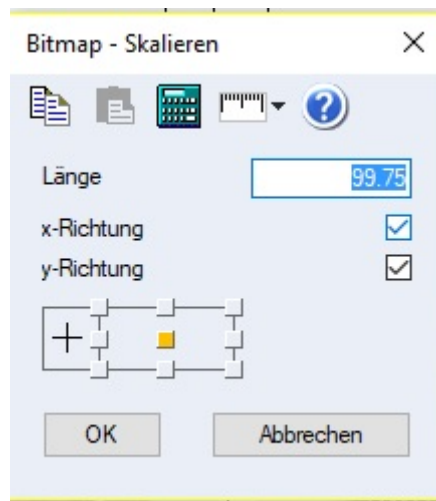 Bitmap - Skalieren
?
Länge 99.75
x-Richtung
y-Richtung
OK Abbrechen